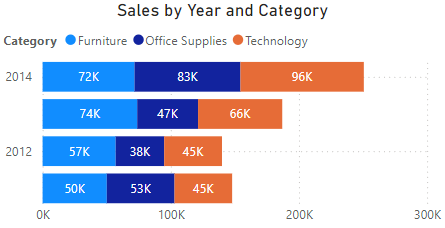 Sales by Year and Category
Category Furniture Office Supplies Technology
2014 72K 83K 96K
74K 47K 66K
2012 57K 38K 45K
50K 53K 45K
0K 100K 200K 300K